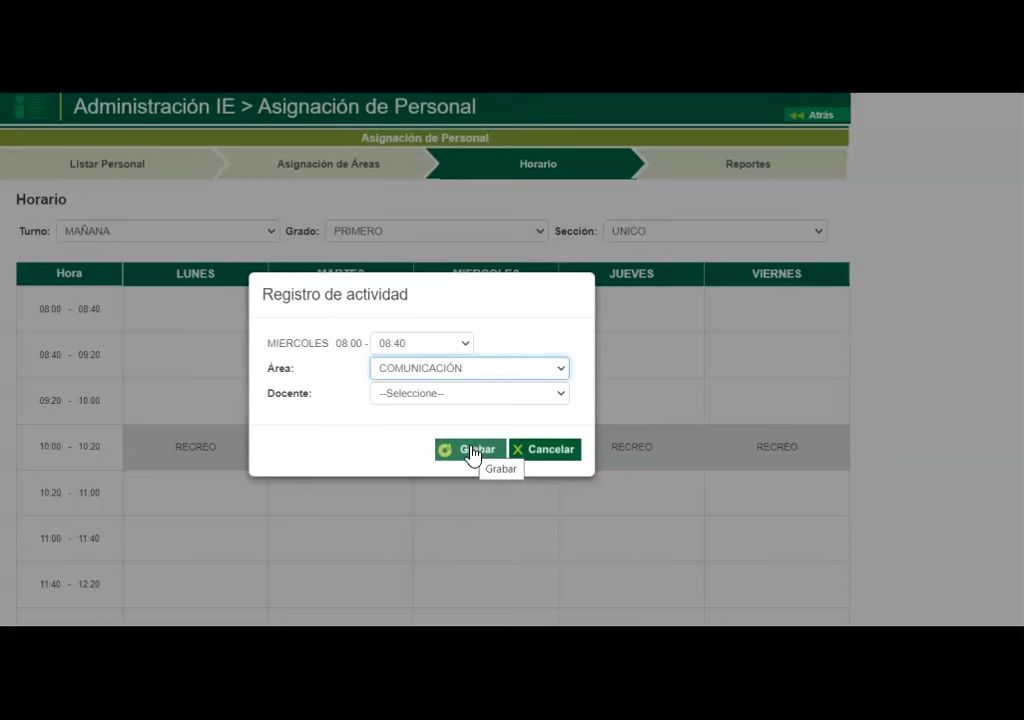 Administración IE > Asignación de Personal
Atrás
Asignación de Personal
Listar Personal Asignación de Áreas Horario Reportes
Horario
Turno: MAÑANA Grado: PRIMERO Sección: UNICO
Hora LUNES MARTES MIERCOLES JUEVES VIERNES
Registro de actividad
08:00 - 08:40
MIERCOLES 08:00 - 08:40
08:40 - 09:20
Área: COMUNICACIÓN
Docente: --Seleccione--
09:20 - 10:00
10:00 - 10:20 RECREO RECREO RECREO
Grabar Cancelar
Grabar
10:20 - 11:00
11:00 - 11:40
11:40 - 12:20